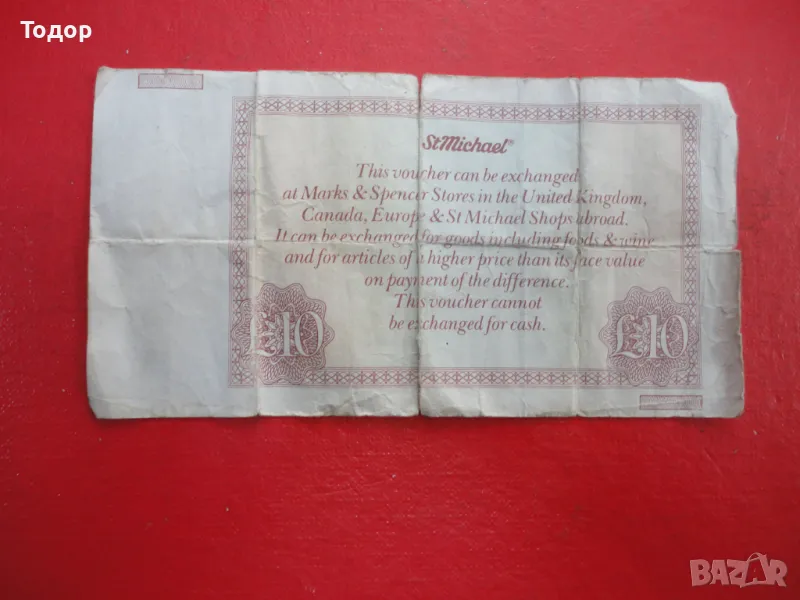 Тодор
StMichael®
This voucher can be exchanged
at Marks & Spencer Stores in the United Kingdom,
Canada, Europe & St Michael Shops abroad.
It can be exchanged for goods including foods & wine
and for articles of a higher price than its face value
on payment of the difference.
This voucher cannot
be exchanged for cash.
£10
£10
BAZAR